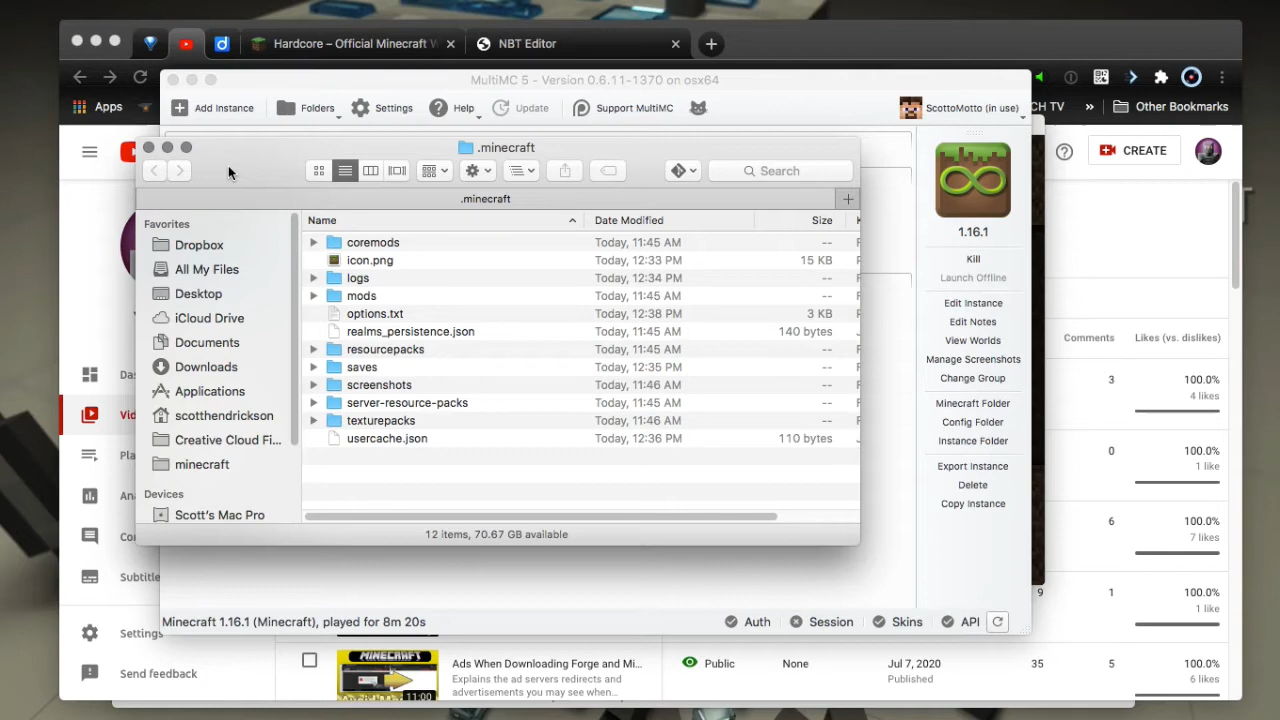 Hardcore – Official Minecraft W
NBT Editor
MultiMC 5 - Version 0.6.11-1370 on osx64
Apps
Add Instance
Folders
Settings
Help
Update
Support MultiMC
ScottoMotto (in use)
CH TV
»
Other Bookmarks
.minecraft
Search
CREATE
.minecraft
Favorites
Dropbox
All My Files
Desktop
iCloud Drive
Documents
Downloads
Applications
scotthendrickson
Creative Cloud Fi...
minecraft
Devices
Scott's Mac Pro
Name Date Modified Size
coremods Today, 11:45 AM --
icon.png Today, 12:33 PM 15 KB
logs Today, 12:34 PM --
mods Today, 11:45 AM --
options.txt Today, 12:38 PM 3 KB
realms_persistence.json Today, 11:45 AM 140 bytes
resourcepacks Today, 11:45 AM --
saves Today, 12:35 PM --
screenshots Today, 11:46 AM --
server-resource-packs Today, 11:45 AM --
texturepacks Today, 11:45 AM --
usercache.json Today, 12:36 PM 110 bytes
12 items, 70.67 GB available
1.16.1
Kill
Launch Offline
Edit Instance
Edit Notes
View Worlds
Manage Screenshots
Change Group
Minecraft Folder
Config Folder
Instance Folder
Export Instance
Delete
Copy Instance
Minecraft 1.16.1 (Minecraft), played for 8m 20s
Auth
Session
Skins
API
Da
Vid
Pla
Ana
Con
Subtitle
Settings
Send feedback
Comments Likes (vs. dislikes)
3 100.0%
4 likes
0 100.0%
1 like
6 100.0%
7 likes
9 1 100.0%
1 like
MINECRAFT
11:00
Ads When Downloading Forge and Mi...
Explains the ad servers redirects and
advertisements you may see when...
Public
None
Jul 7, 2020
Published
35 5 100.0%
6 likes